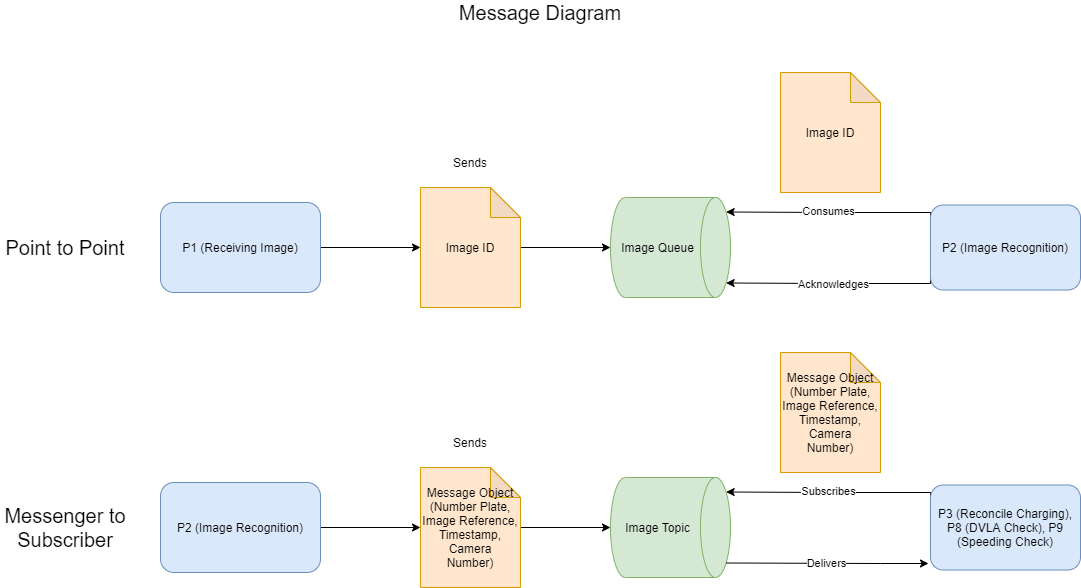 Message Diagram
Image ID
Sends
Point to Point
P1 (Receiving Image)
Image ID
Image Queue
Consumes
Acknowledges
P2 (Image Recognition)
Message Object
(Number Plate,
Image Reference,
Timestamp,
Camera
Number)
Sends
Messenger to
Subscriber
P2 (Image Recognition)
Message Object
(Number Plate,
Image Reference,
Timestamp,
Camera
Number)
Image Topic
Subscribes
Delivers
P3 (Reconcile Charging),
P8 (DVLA Check), P9
(Speeding Check)